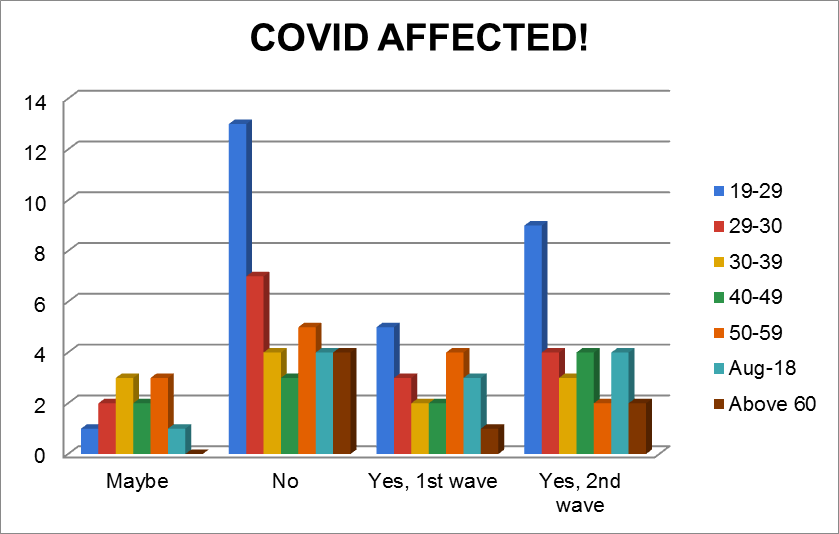 COVID AFFECTED!
14
12
10
8
6
4
2
0
Maybe
No
Yes, 1st wave
Yes, 2nd
wave
19-29
29-30
30-39
40-49
50-59
Aug-18
Above 60